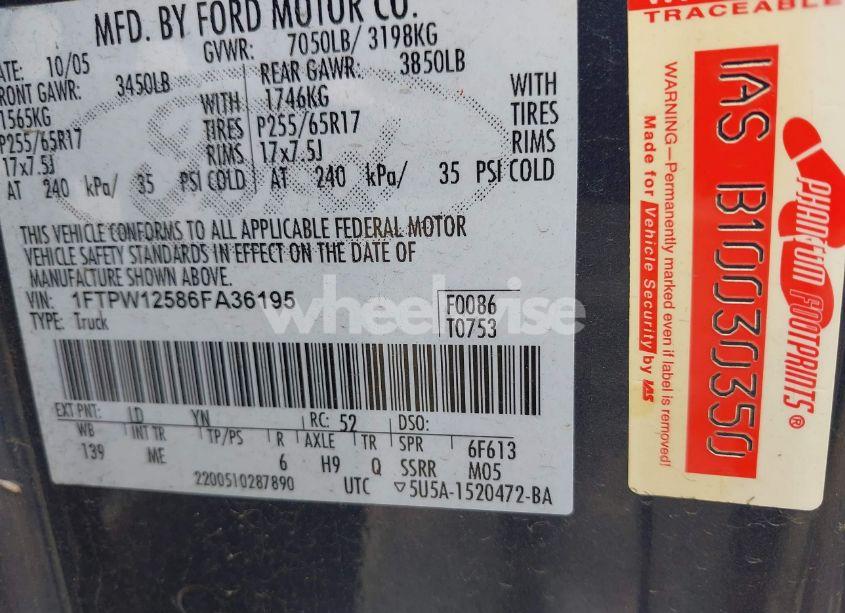 MFD. BY FORD MOTOR CO.
DATE: 10/05 GVWR: 7050LB/ 3198KG
FRONT GAWR: 3450LB REAR GAWR: 3850LB
1565KG WITH 1746KG WITH
P255/65R17 TIRES P255/65R17 TIRES
17x7.5J RIMS 17x7.5J RIMS
AT 240 kPa/ 35 PSI COLD AT 240 kPa/ 35 PSI COLD
THIS VEHICLE CONFORMS TO ALL APPLICABLE FEDERAL MOTOR
VEHICLE SAFETY STANDARDS IN EFFECT ON THE DATE OF
MANUFACTURE SHOWN ABOVE.
VIN: 1FTPW12586FA36195 F0086
TYPE: Truck T0753
EXT PNT: LD YN RC: 52 DSO:
WB INT TR TP/PS R AXLE TR SPR 6F613
139 ME 6 H9 Q SSRR M05
2200510287890 UTC ▽5U5A-1520472-BA
wheelwise
TRACEABLE
IAS B10030350
WARNING—Permanently marked even if label is removed!
Made for Vehicle Security by IAS
PHANTOM FOOTPRINTS®